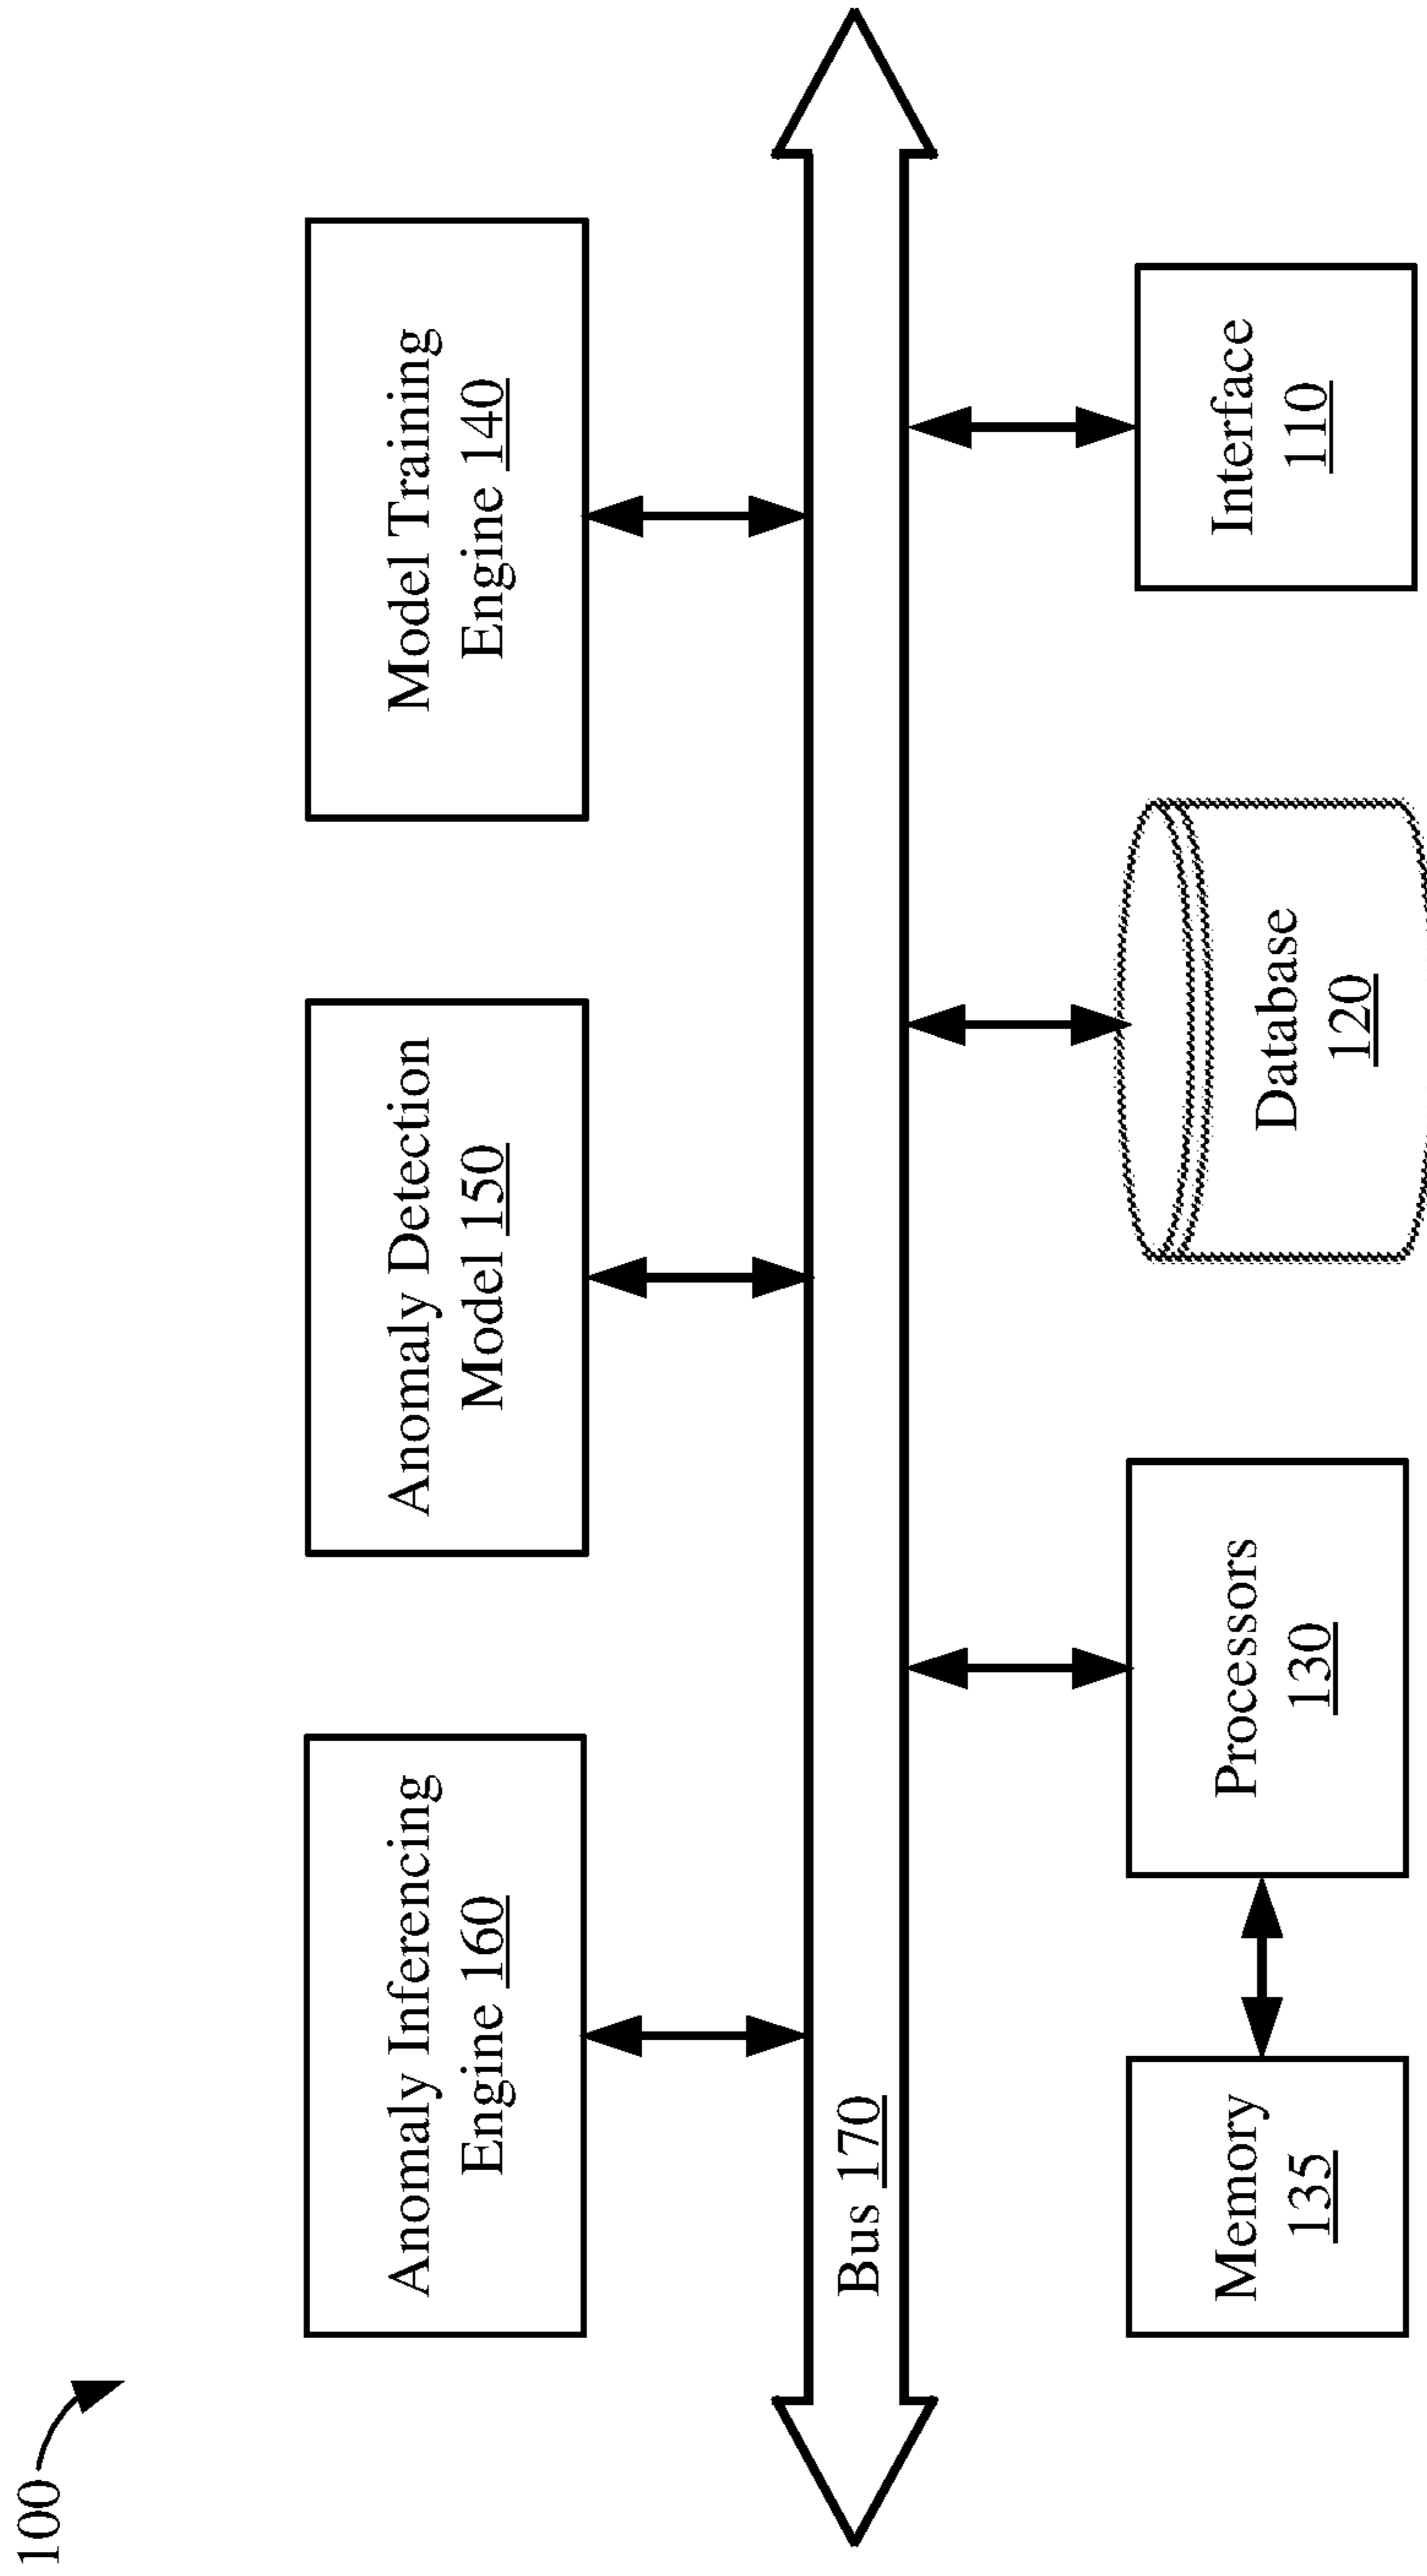 100
Anomaly Inferencing
Engine 160
Anomaly Detection
Model 150
Model Training
Engine 140
Bus 170
Memory
135
Processors
130
Database
120
Interface
110